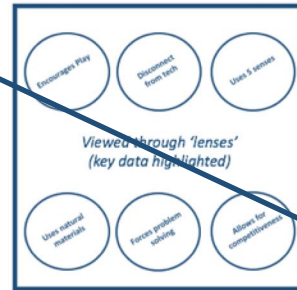 Encourages Play
Disconnect
from tech
Uses 5 senses
Viewed through ‘lenses’
(key data highlighted)
Uses natural
materials
Forces problem
solving
Allows for
competitiveness